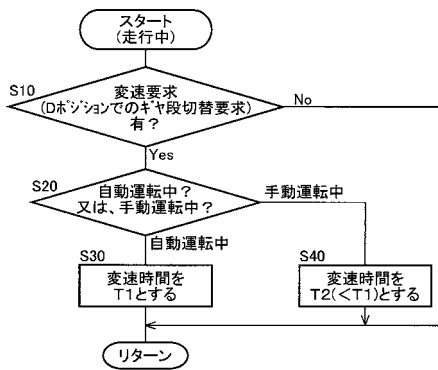 スタート
(走行中)
S10
変速要求
(Dﾎﾟｼﾞｼｮﾝでのｷﾞﾔ段切替要求)
有？
No
Yes
S20
自動運転中？
又は、手動運転中？
手動運転中
自動運転中
S30
変速時間を
T1とする
S40
変速時間を
T2(<T1)とする
リターン